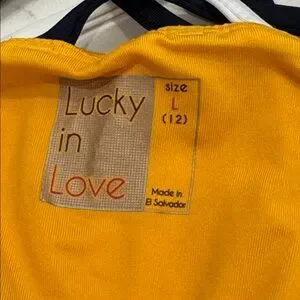 Lucky
in
Love
size
L
(12)
Made in
El Salvador